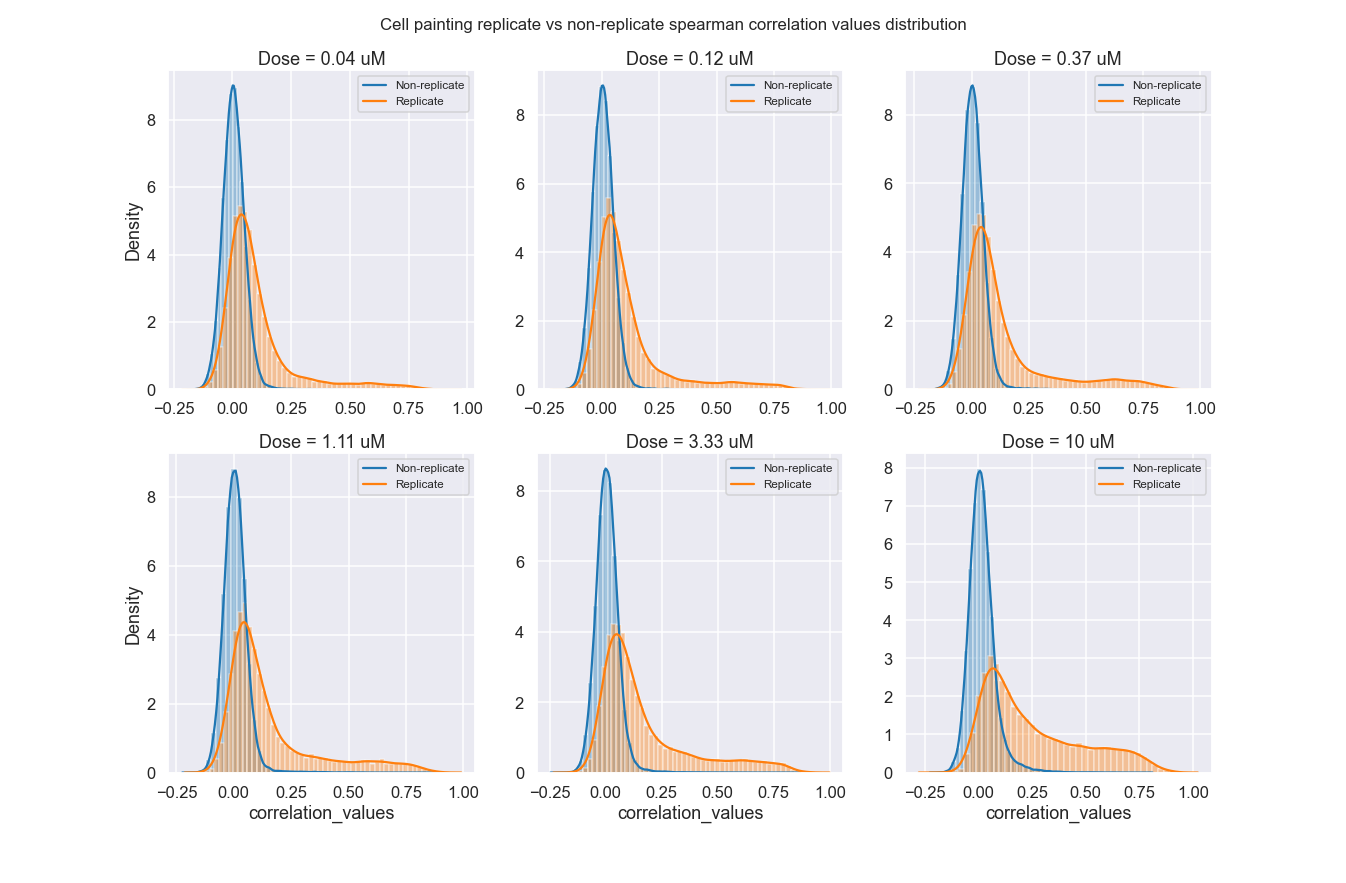 Cell painting replicate vs non-replicate spearman correlation values distribution
Dose = 0.04 uM
Non-replicate
Replicate
Density
8
6
4
2
0
−0.25 0.00 0.25 0.50 0.75 1.00
Dose = 0.12 uM
Non-replicate
Replicate
8
6
4
2
0
−0.25 0.00 0.25 0.50 0.75 1.00
Dose = 0.37 uM
Non-replicate
Replicate
8
6
4
2
0
−0.25 0.00 0.25 0.50 0.75 1.00
Dose = 1.11 uM
Non-replicate
Replicate
Density
8
6
4
2
0
−0.25 0.00 0.25 0.50 0.75 1.00
correlation_values
Dose = 3.33 uM
Non-replicate
Replicate
8
6
4
2
0
−0.25 0.00 0.25 0.50 0.75 1.00
correlation_values
Dose = 10 uM
Non-replicate
Replicate
8
7
6
5
4
3
2
1
0
−0.25 0.00 0.25 0.50 0.75 1.00
correlation_values